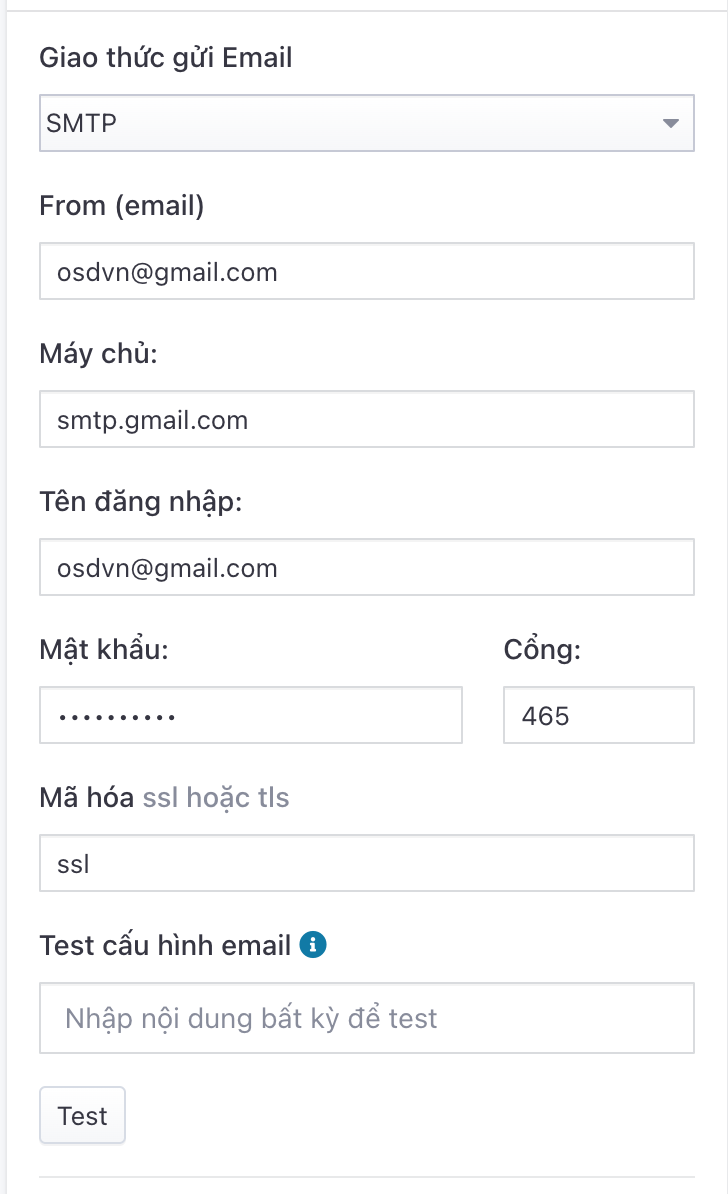 Giao thức gửi Email
SMTP
From (email)
osdvn@gmail.com
Máy chủ:
smtp.gmail.com
Tên đăng nhập:
osdvn@gmail.com
Mật khẩu: Cổng:
•••••••••• 465
Mã hóa ssl hoặc tls
ssl
Test cấu hình email
Nhập nội dung bất kỳ để test
Test